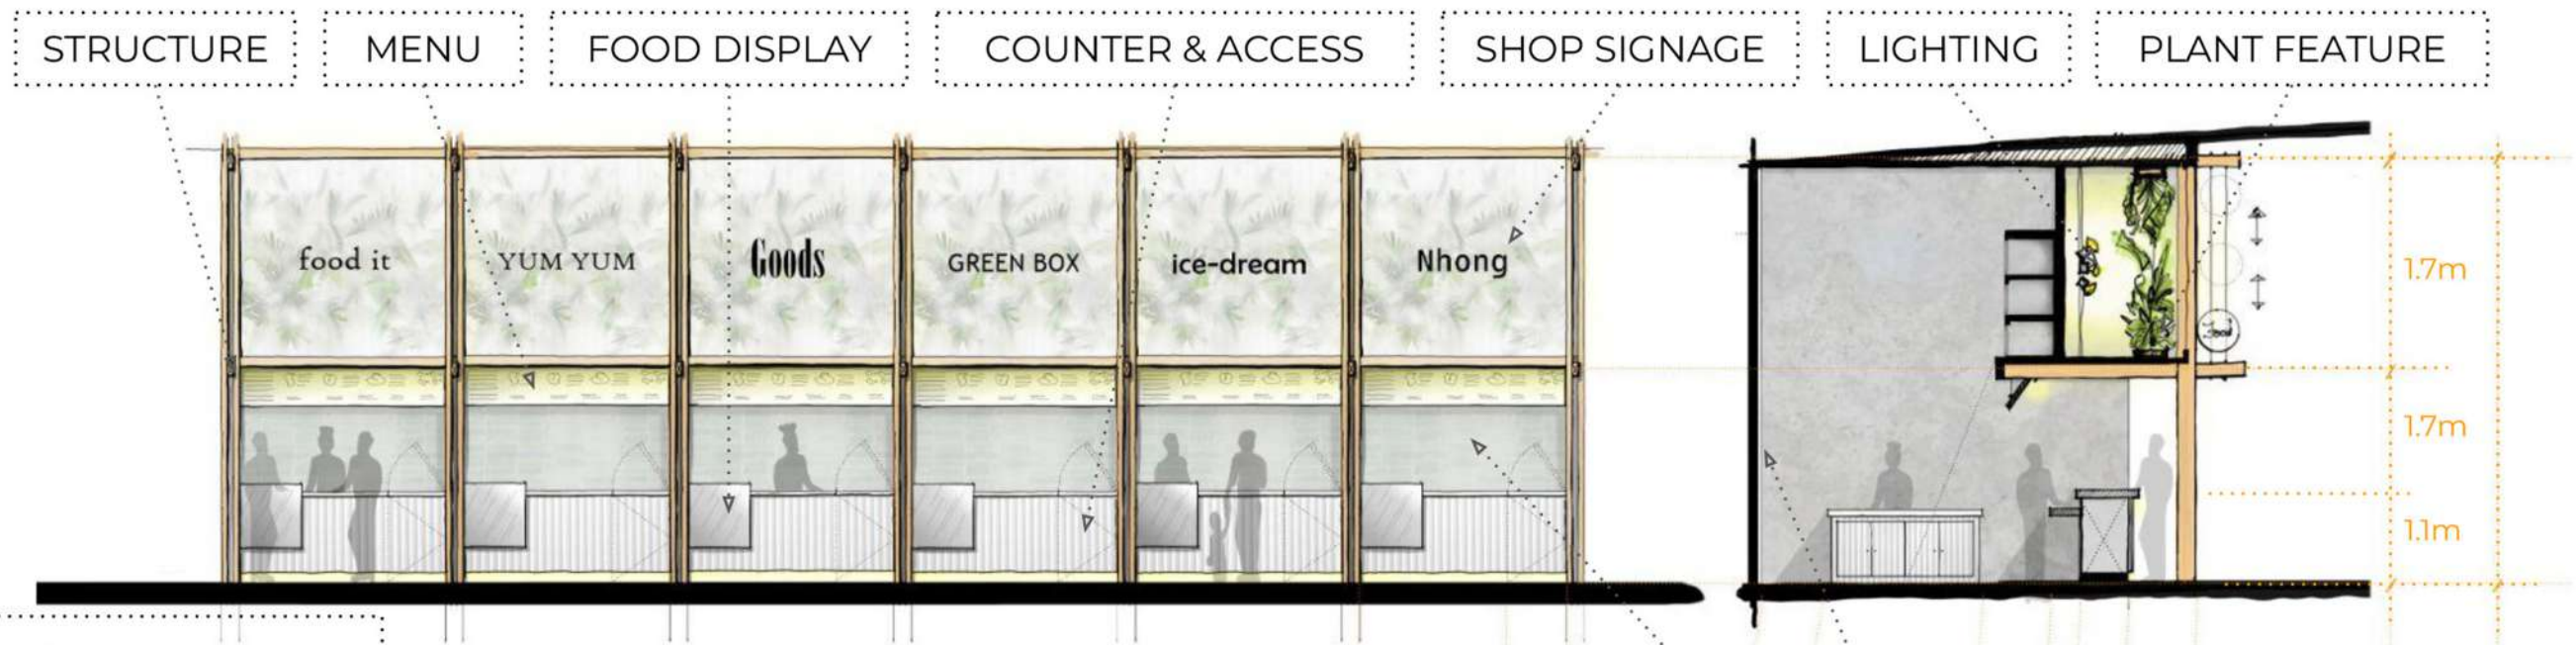 STRUCTURE
MENU
FOOD DISPLAY
COUNTER & ACCESS
SHOP SIGNAGE
LIGHTING
PLANT FEATURE
food it
YUM YUM
Goods
GREEN BOX
ice-dream
Nhong
food
1.7m
1.7m
1.1m